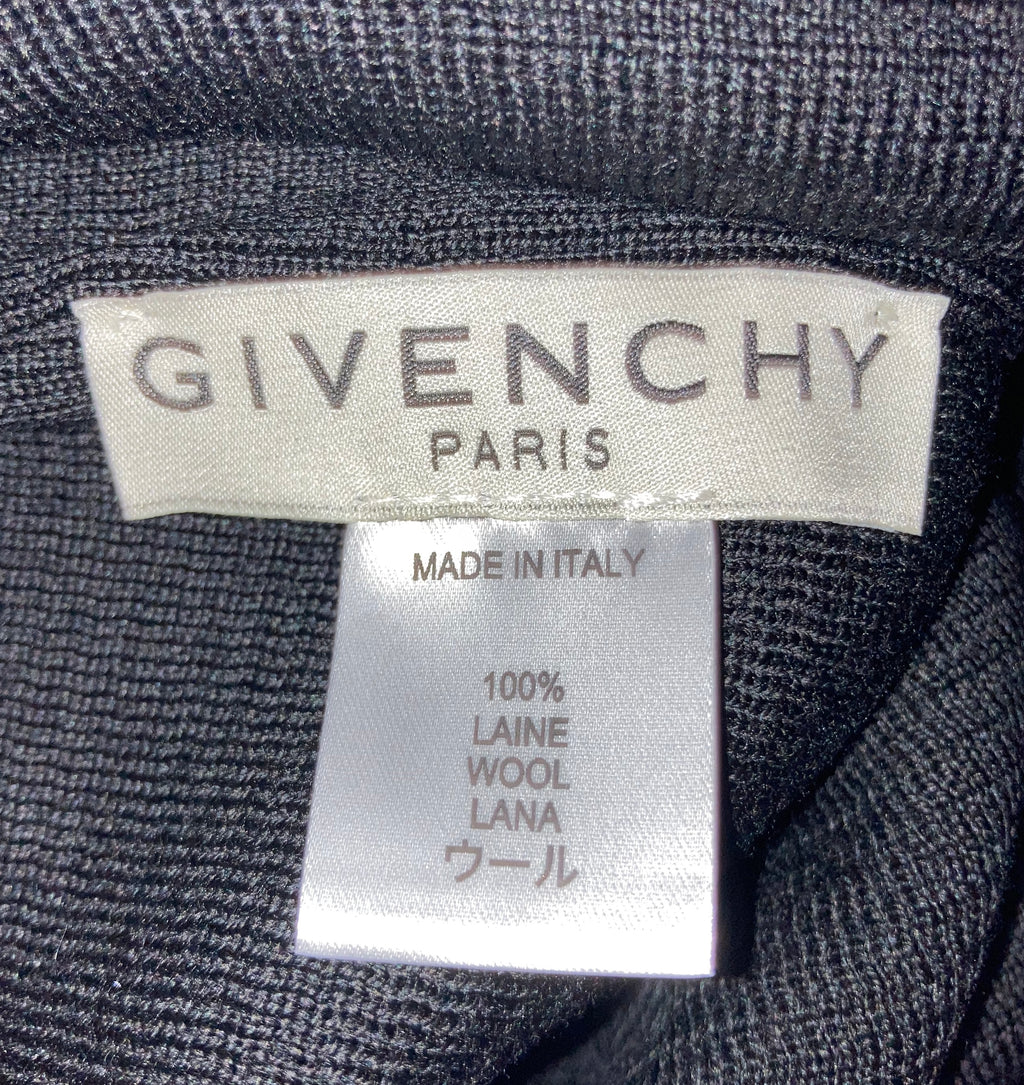 GIVENCHY
PARIS
MADE IN ITALY
100%
LAINE
WOOL
LANA
ウール